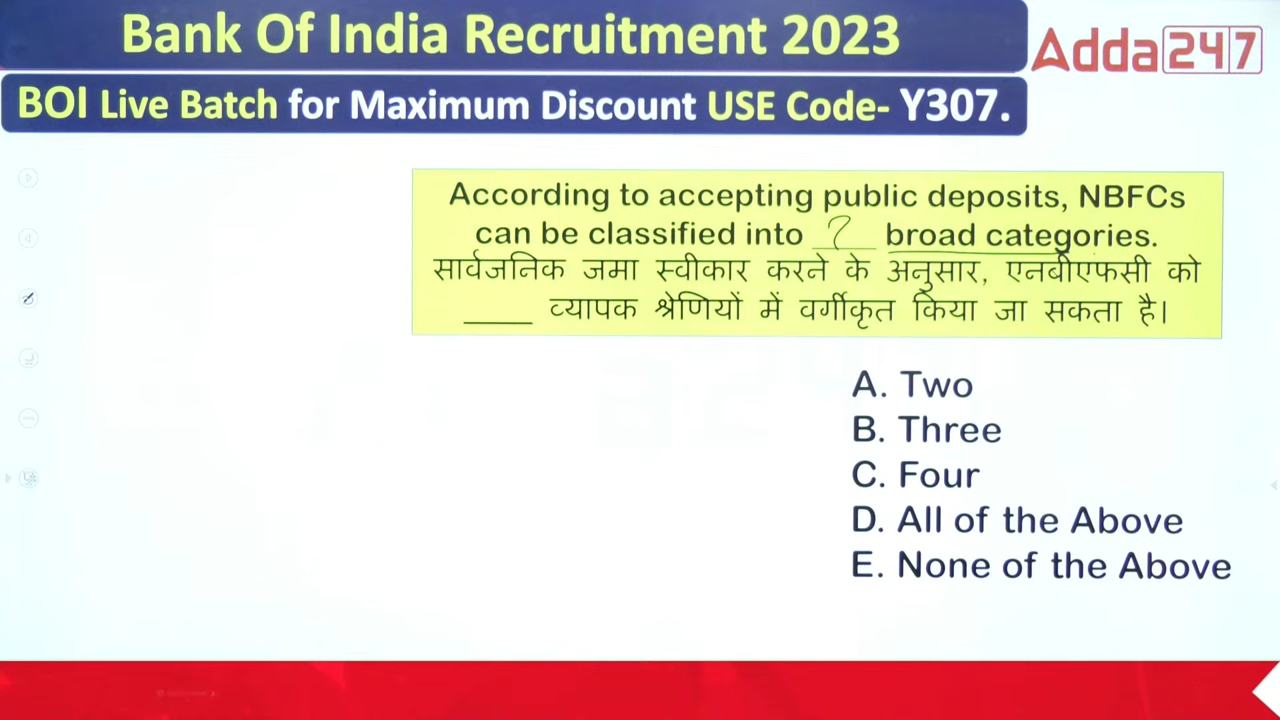 Bank Of India Recruitment 2023
Adda247
BOI Live Batch for Maximum Discount USE Code- Y307.
According to accepting public deposits, NBFCs
can be classified into __?__ broad categories.
सार्वजनिक जमा स्वीकार करने के अनुसार, एनबीएफसी को
_____ व्यापक श्रेणियों में वर्गीकृत किया जा सकता है।
A. Two
B. Three
C. Four
D. All of the Above
E. None of the Above